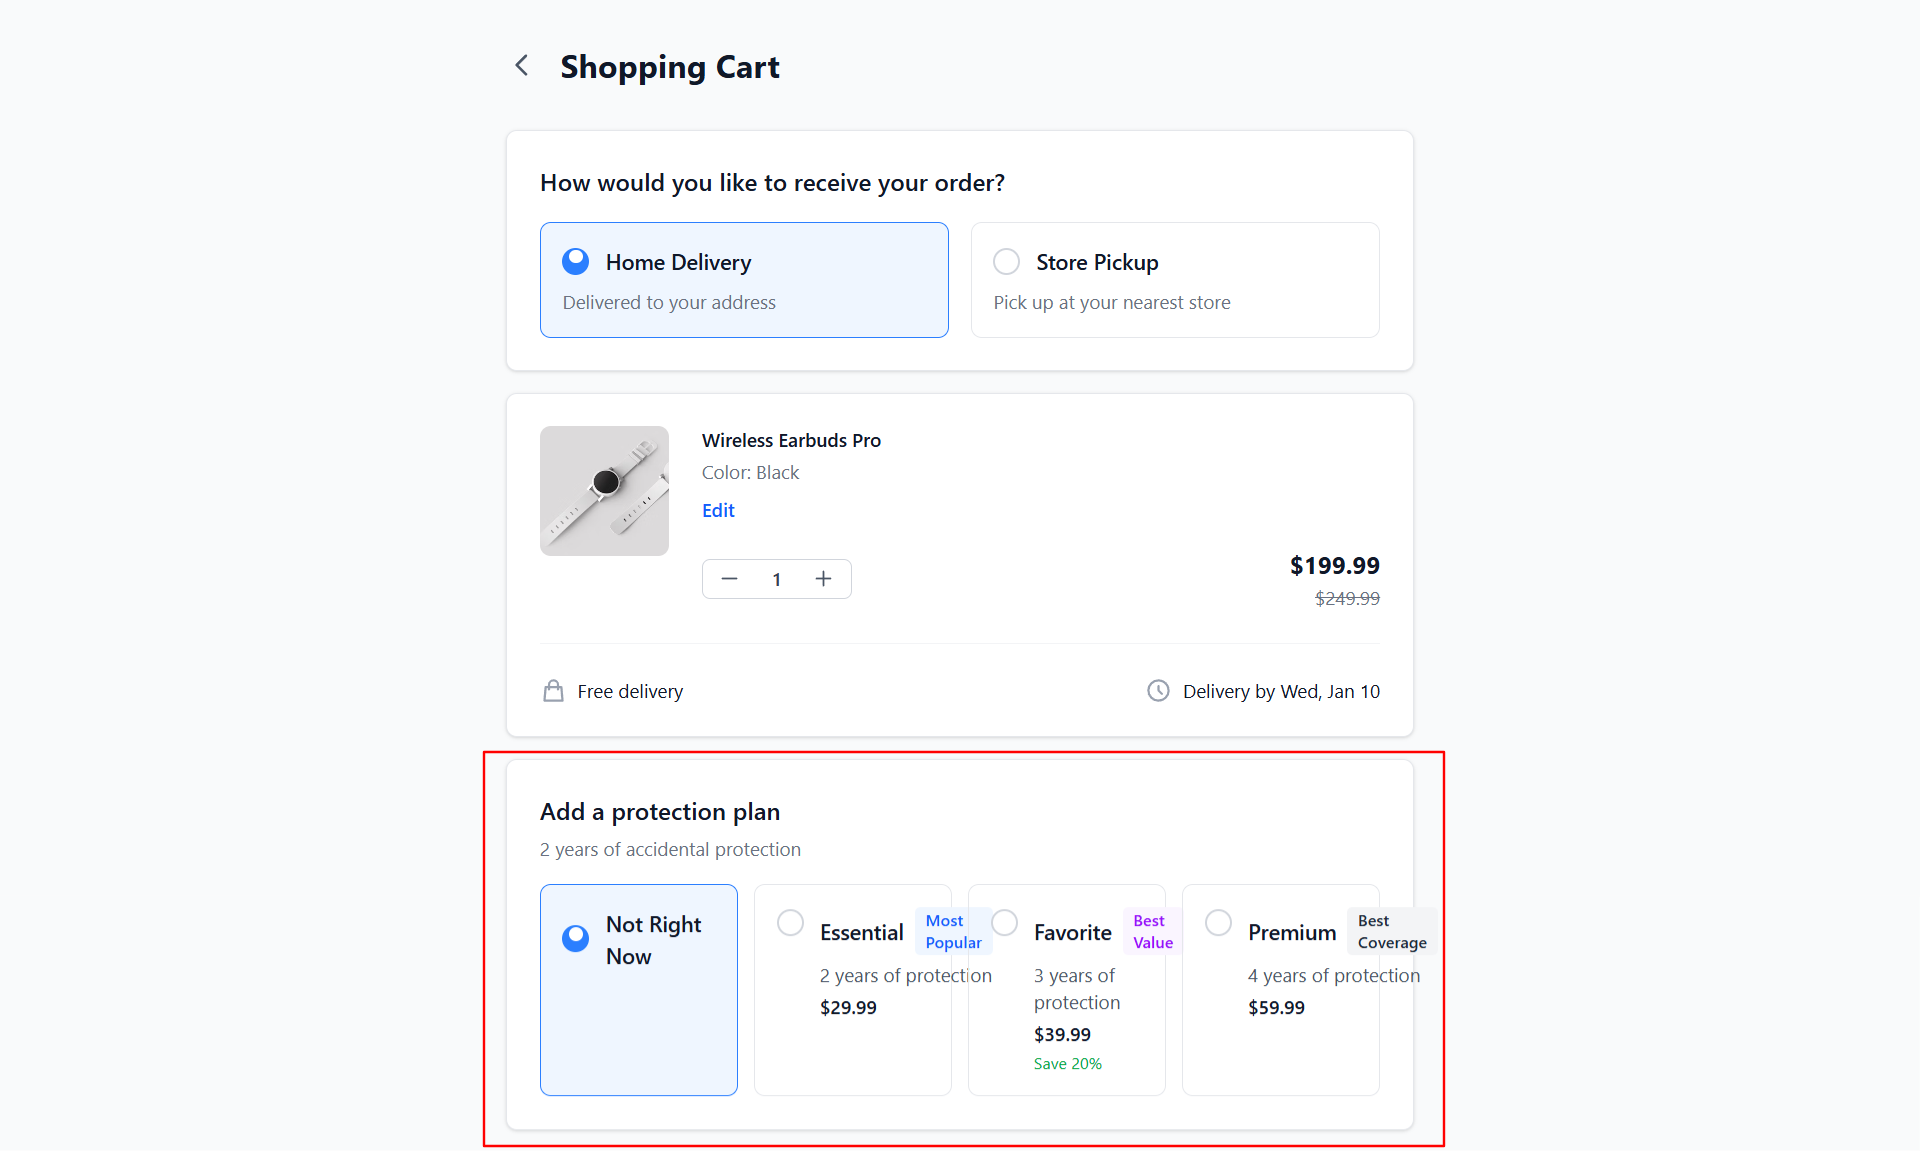 Shopping Cart
How would you like to receive your order?
Home Delivery
Delivered to your address
Store Pickup
Pick up at your nearest store
Wireless Earbuds Pro
Color: Black
Edit
1
$199.99
$249.99
Free delivery
Delivery by Wed, Jan 10
Add a protection plan
2 years of accidental protection
Not Right
Now
Essential
Most
Popular
2 years of protection
$29.99
Favorite
Best
Value
3 years of
protection
$39.99
Save 20%
Premium
Best
Coverage
4 years of protection
$59.99